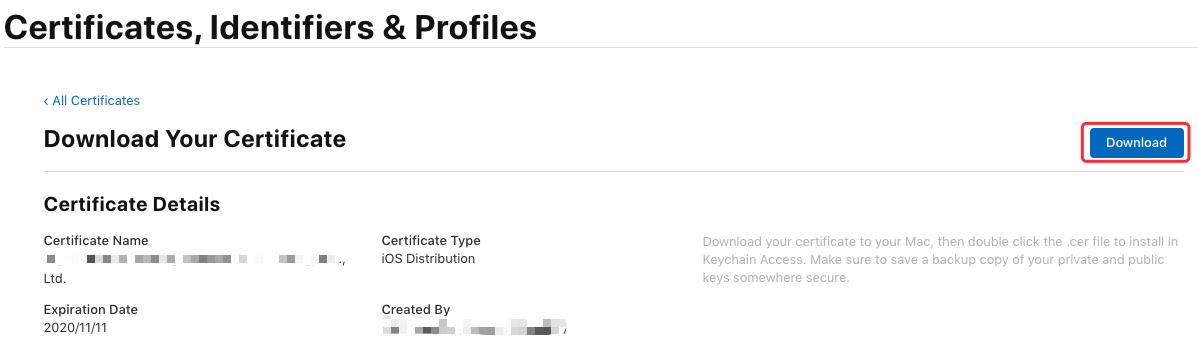 Certificates, Identifiers & Profiles
‹ All Certificates
Download Your Certificate
Download
Certificate Details
Certificate Name
.,
Ltd.
Certificate Type
iOS Distribution
Download your certificate to your Mac, then double click the .cer file to install in
Keychain Access. Make sure to save a backup copy of your private and public
keys somewhere secure.
Expiration Date
2020/11/11
Created By